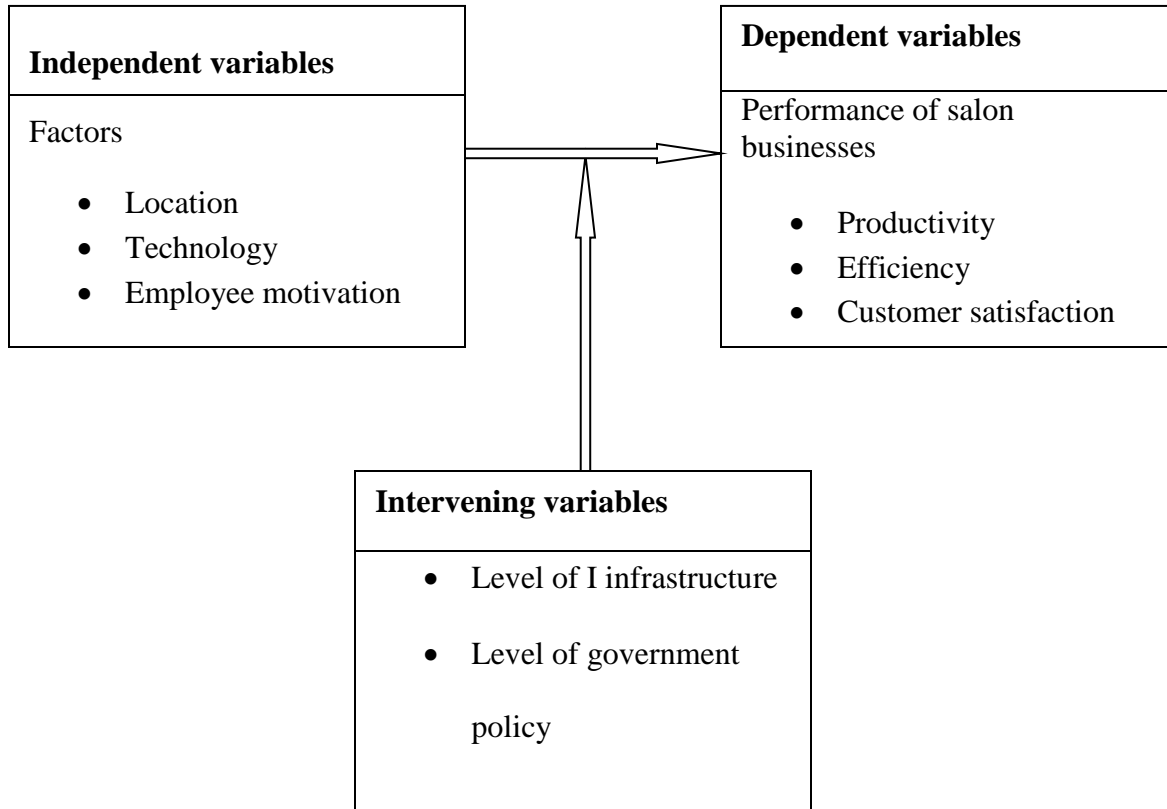 Independent variables
Factors
• Location
• Technology
• Employee motivation
Dependent variables
Performance of salon
businesses
• Productivity
• Efficiency
• Customer satisfaction
Intervening variables
• Level of I infrastructure
• Level of government
policy